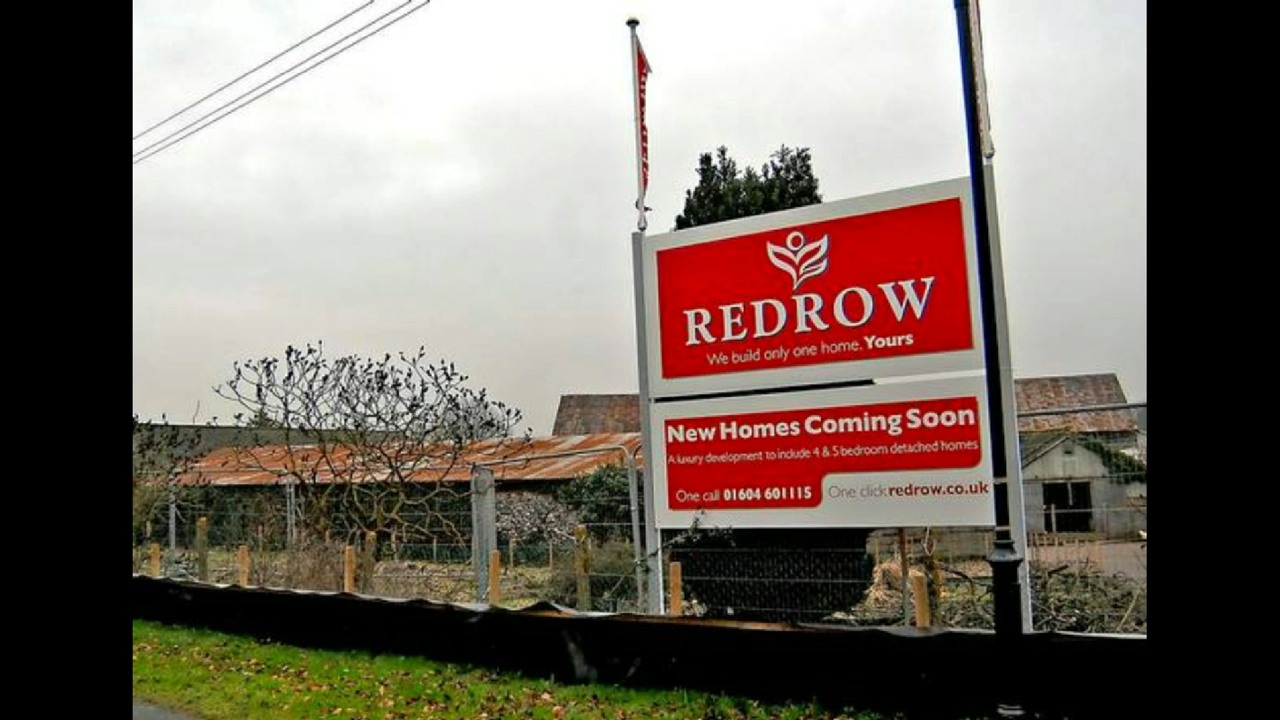 REDROW
We build only one home. Yours
New Homes Coming Soon
A luxury development to include 4 & 5 bedroom detached homes
One call 01604 601115
One click redrow.co.uk